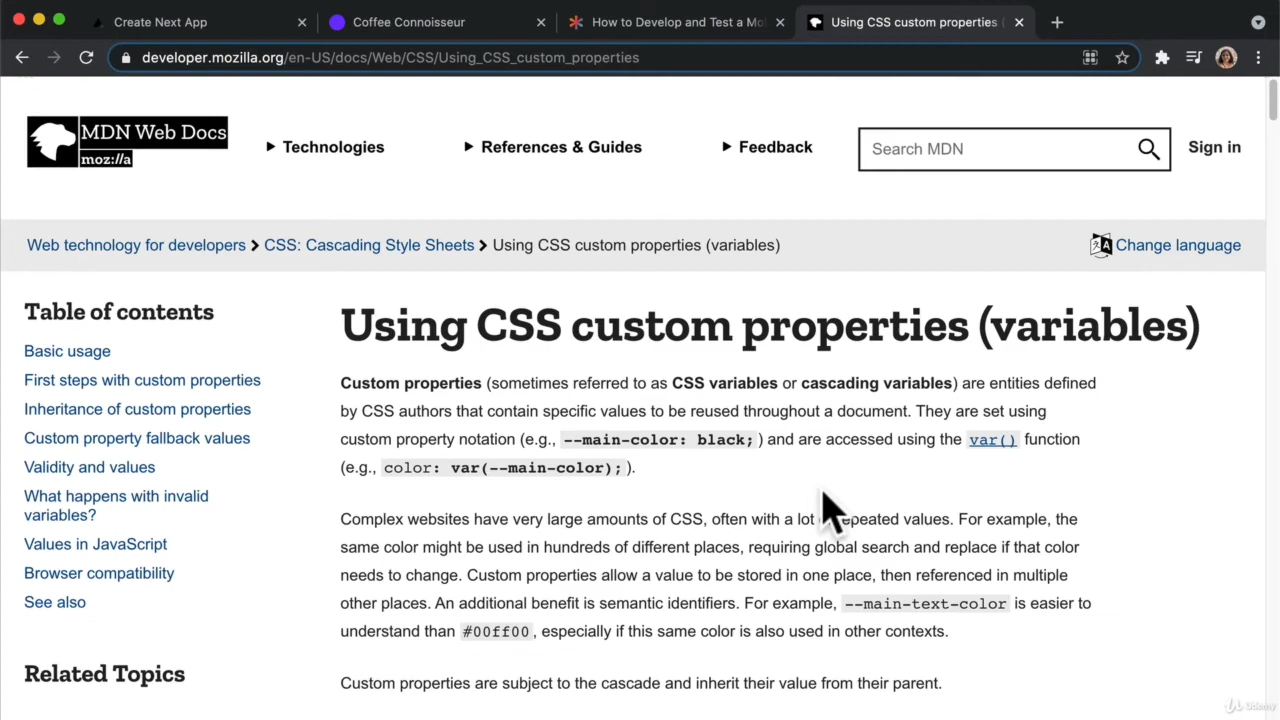 Create Next App
Coffee Connoisseur
How to Develop and Test a Mo
Using CSS custom properties (
developer.mozilla.org/en-US/docs/Web/CSS/Using_CSS_custom_properties
MDN Web Docs
moz://a
Technologies
References & Guides
Feedback
Search MDN
Sign in
Web technology for developers
CSS: Cascading Style Sheets
Using CSS custom properties (variables)
Change language
Table of contents
Basic usage
First steps with custom properties
Inheritance of custom properties
Custom property fallback values
Validity and values
What happens with invalid
variables?
Values in JavaScript
Browser compatibility
See also
Related Topics
Using CSS custom properties (variables)
Custom properties (sometimes referred to as CSS variables or cascading variables) are entities defined
by CSS authors that contain specific values to be reused throughout a document. They are set using
custom property notation (e.g., --main-color: black;) and are accessed using the var() function
(e.g., color: var(--main-color);).
Complex websites have very large amounts of CSS, often with a lot epeated values. For example, the
same color might be used in hundreds of different places, requiring global search and replace if that color
needs to change. Custom properties allow a value to be stored in one place, then referenced in multiple
other places. An additional benefit is semantic identifiers. For example, --main-text-color is easier to
understand than #00ff00, especially if this same color is also used in other contexts.
Custom properties are subject to the cascade and inherit their value from their parent.
Udemy